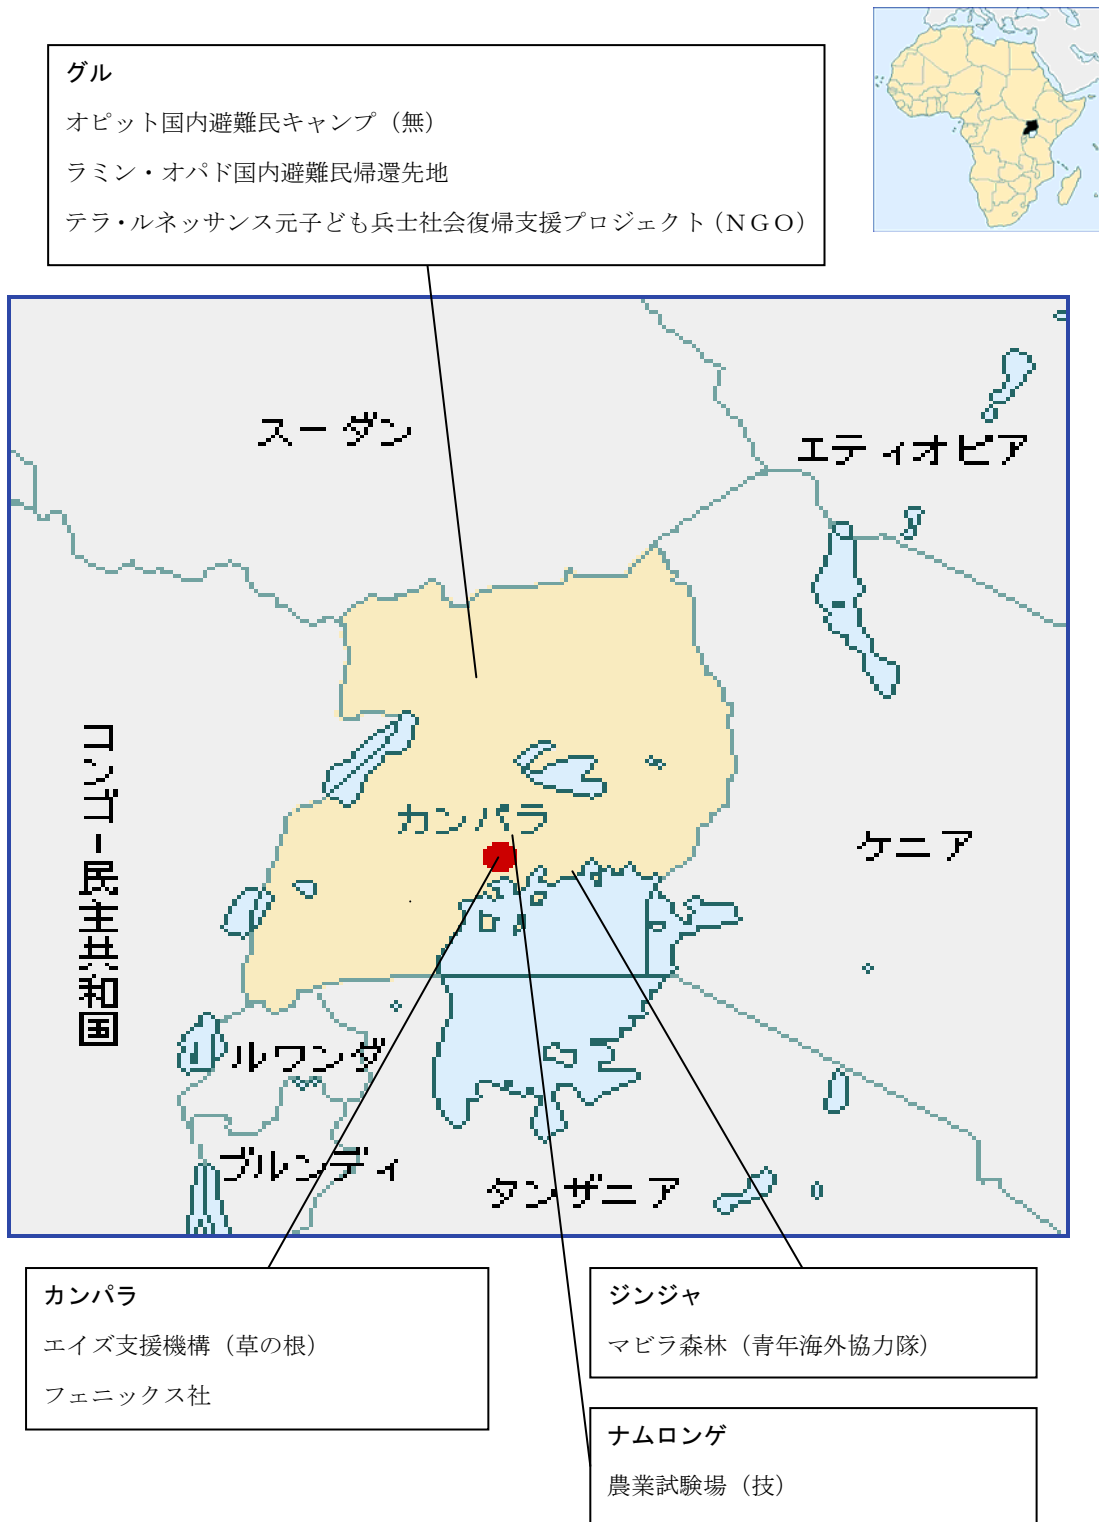 グル
オピット国内避難民キャンプ（無）
ラミン・オパド国内避難民帰還先地
テラ・ルネッサンス元子ども兵士社会復帰支援プロジェクト（ＮＧＯ）
スーダン
エティオピア
コンゴー民主共和国
カンパラ
ケニア
ルワンダ
ブルンディ
タンザニア
カンパラ
エイズ支援機構（草の根）
フェニックス社
ジンジャ
マビラ森林（青年海外協力隊）
ナムロンゲ
農業試験場（技）